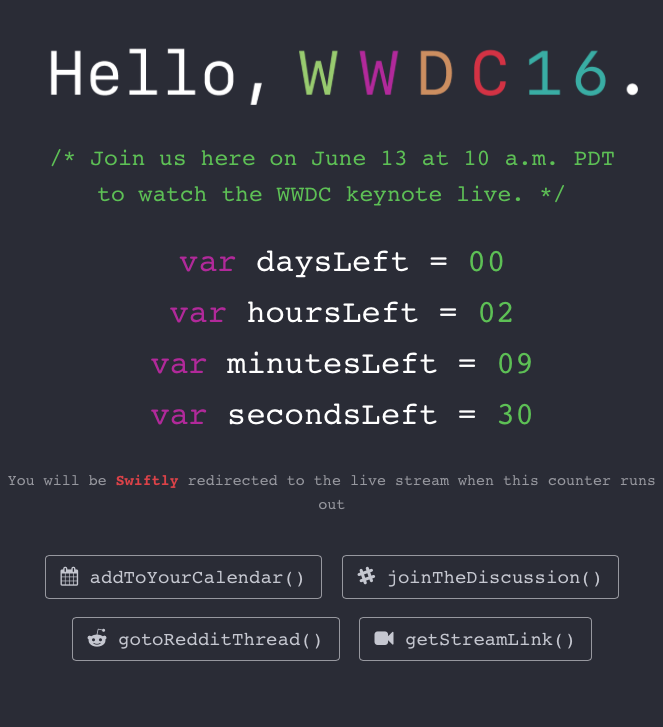 Hello, WWDC16.
/* Join us here on June 13 at 10 a.m. PDT
to watch the WWDC keynote live. */
var daysLeft = 00
var hoursLeft = 02
var minutesLeft = 09
var secondsLeft = 30
You will be Swiftly redirected to the live stream when this counter runs
out
addToYourCalendar()
joinTheDiscussion()
gotoRedditThread()
getStreamLink()